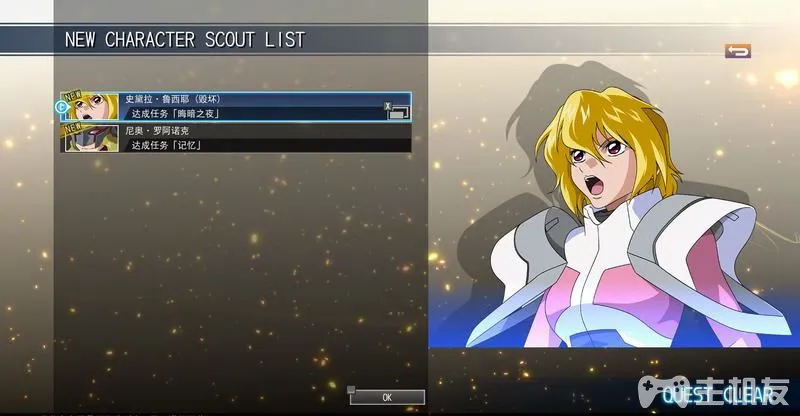 NEW CHARACTER SCOUT LIST
NEW
史黛拉·鲁西耶（毁坏）
C
达成任务「晦暗之夜」
X
NEW
尼奥·罗阿诺克
达成任务「记忆」
OK
QUEST CLEAR
主机友